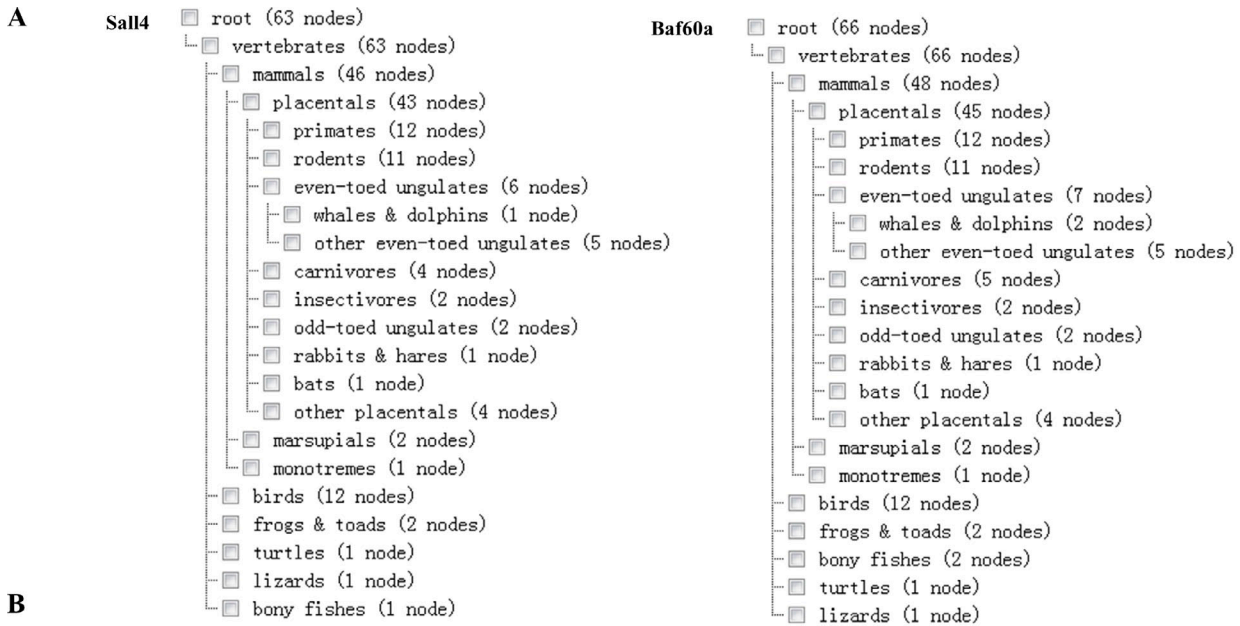 A
Sall4
root (63 nodes)
vertebrates (63 nodes)
mammals (46 nodes)
placentals (43 nodes)
primates (12 nodes)
rodents (11 nodes)
even-toed ungulates (6 nodes)
whales & dolphins (1 node)
other even-toed ungulates (5 nodes)
carnivores (4 nodes)
insectivores (2 nodes)
odd-toed ungulates (2 nodes)
rabbits & hares (1 node)
bats (1 node)
other placentals (4 nodes)
marsupials (2 nodes)
monotremes (1 node)
birds (12 nodes)
frogs & toads (2 nodes)
turtles (1 node)
lizards (1 node)
bony fishes (1 node)
Baf60a
root (66 nodes)
vertebrates (66 nodes)
mammals (48 nodes)
placentals (45 nodes)
primates (12 nodes)
rodents (11 nodes)
even-toed ungulates (7 nodes)
whales & dolphins (2 nodes)
other even-toed ungulates (5 nodes)
carnivores (5 nodes)
insectivores (2 nodes)
odd-toed ungulates (2 nodes)
rabbits & hares (1 node)
bats (1 node)
other placentals (4 nodes)
marsupials (2 nodes)
monotremes (1 node)
birds (12 nodes)
frogs & toads (2 nodes)
bony fishes (2 nodes)
turtles (1 node)
lizards (1 node)
B